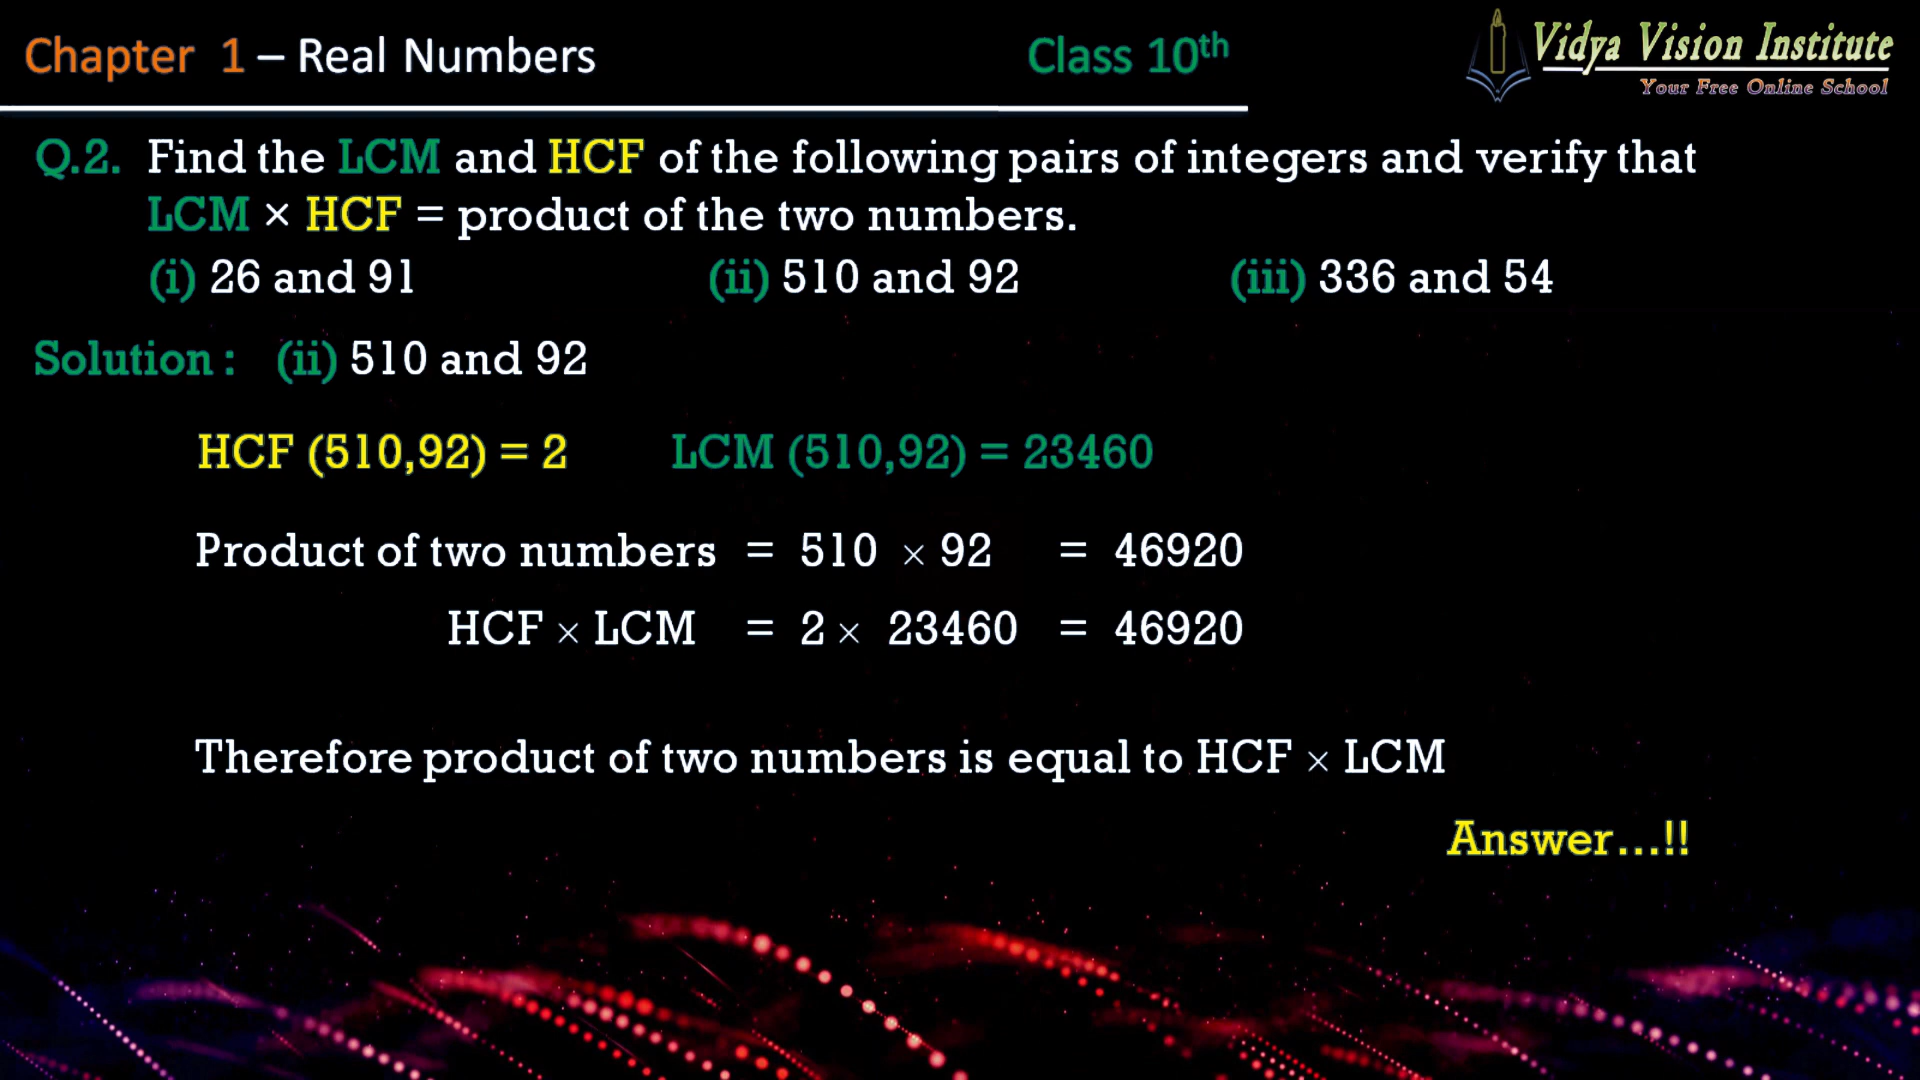 Chapter 1 – Real Numbers
Class 10th
Vidya Vision Institute
Your Free Online School
Q.2. Find the LCM and HCF of the following pairs of integers and verify that
LCM × HCF = product of the two numbers.
(i) 26 and 91 (ii) 510 and 92 (iii) 336 and 54
Solution : (ii) 510 and 92
HCF (510,92) = 2 LCM (510,92) = 23460
Product of two numbers = 510 × 92 = 46920
HCF × LCM = 2 × 23460 = 46920
Therefore product of two numbers is equal to HCF × LCM
Answer...!!